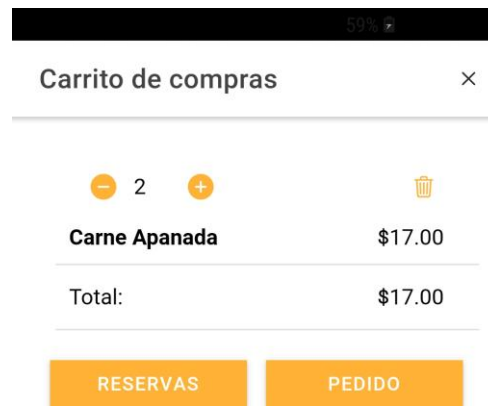 59%
Carrito de compras
2
Carne Apanada $17.00
Total: $17.00
RESERVAS PEDIDO